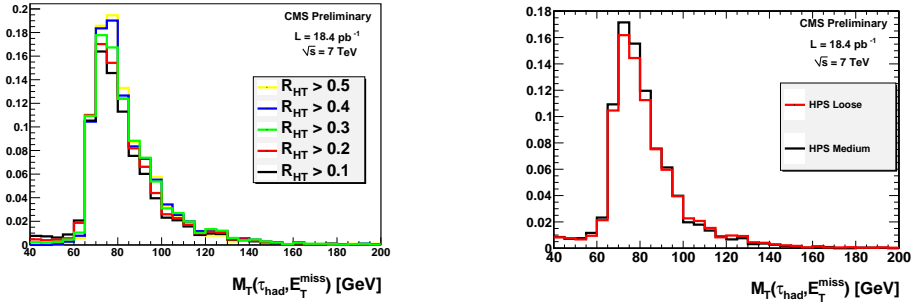 CMS Preliminary
L = 18.4 pb⁻¹
√s = 7 TeV
R_HT > 0.5
R_HT > 0.4
R_HT > 0.3
R_HT > 0.2
R_HT > 0.1
0.2
0.18
0.16
0.14
0.12
0.1
0.08
0.06
0.04
0.02
0
40 60 80 100 120 140 160 180 200
M_T(τ_had,E_T^miss) [GeV]
CMS Preliminary
L = 18.4 pb⁻¹
√s = 7 TeV
HPS Loose
HPS Medium
0.18
0.16
0.14
0.12
0.10
0.08
0.06
0.04
0.02
0
40 60 80 100 120 140 160 180 200
M_T(τ_had,E_T^miss) [GeV]